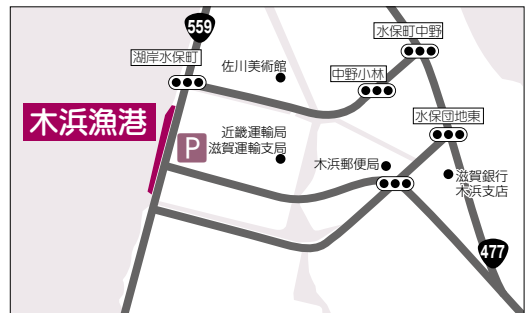 559
湖岸水保町
水保町中野
佐川美術館
中野小林
木浜漁港
水保団地東
P
近畿運輸局
滋賀運輸支局
木浜郵便局
滋賀銀行
木浜支店
477